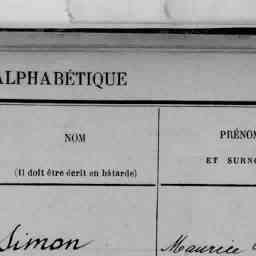 ALPHABÉTIQUE
NOM
(Il doit être écrit en bâtarde)
PRÉNOM
ET SURNO
Simon
Maurice